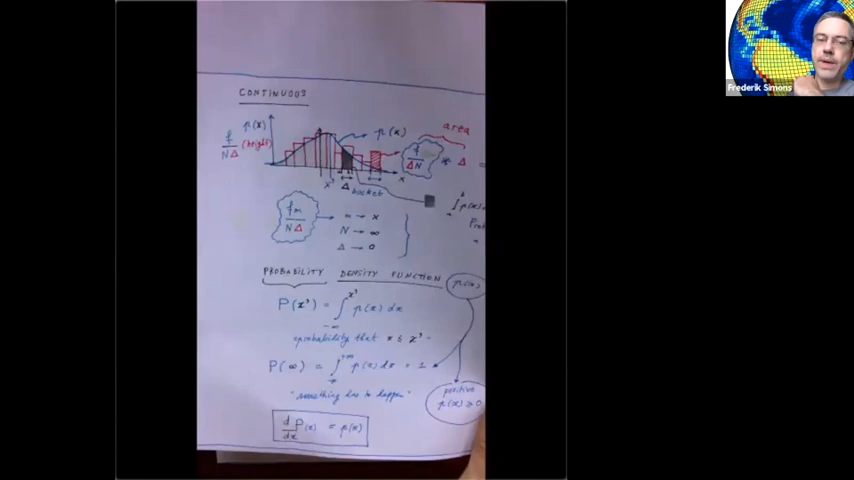 CONTINUOUS
p(x)
f
NΔ
(height)
p(x)
area
f
ΔN
* Δ =
x'
Δ
bucket
x
fm
NΔ
m → x
N → ∞
Δ → 0
∫ p(x)
PROBABILITY DENSITY FUNCTION
p(x)
P(x') = ∫ p(x) dx
x'
-∞
probability that x ≤ x'
P(∞) = ∫ p(x) dx = 1
+∞
"something has to happen"
positive
p(x) ≥ 0
d
dx
P(x) = p(x)
Frederik Simons